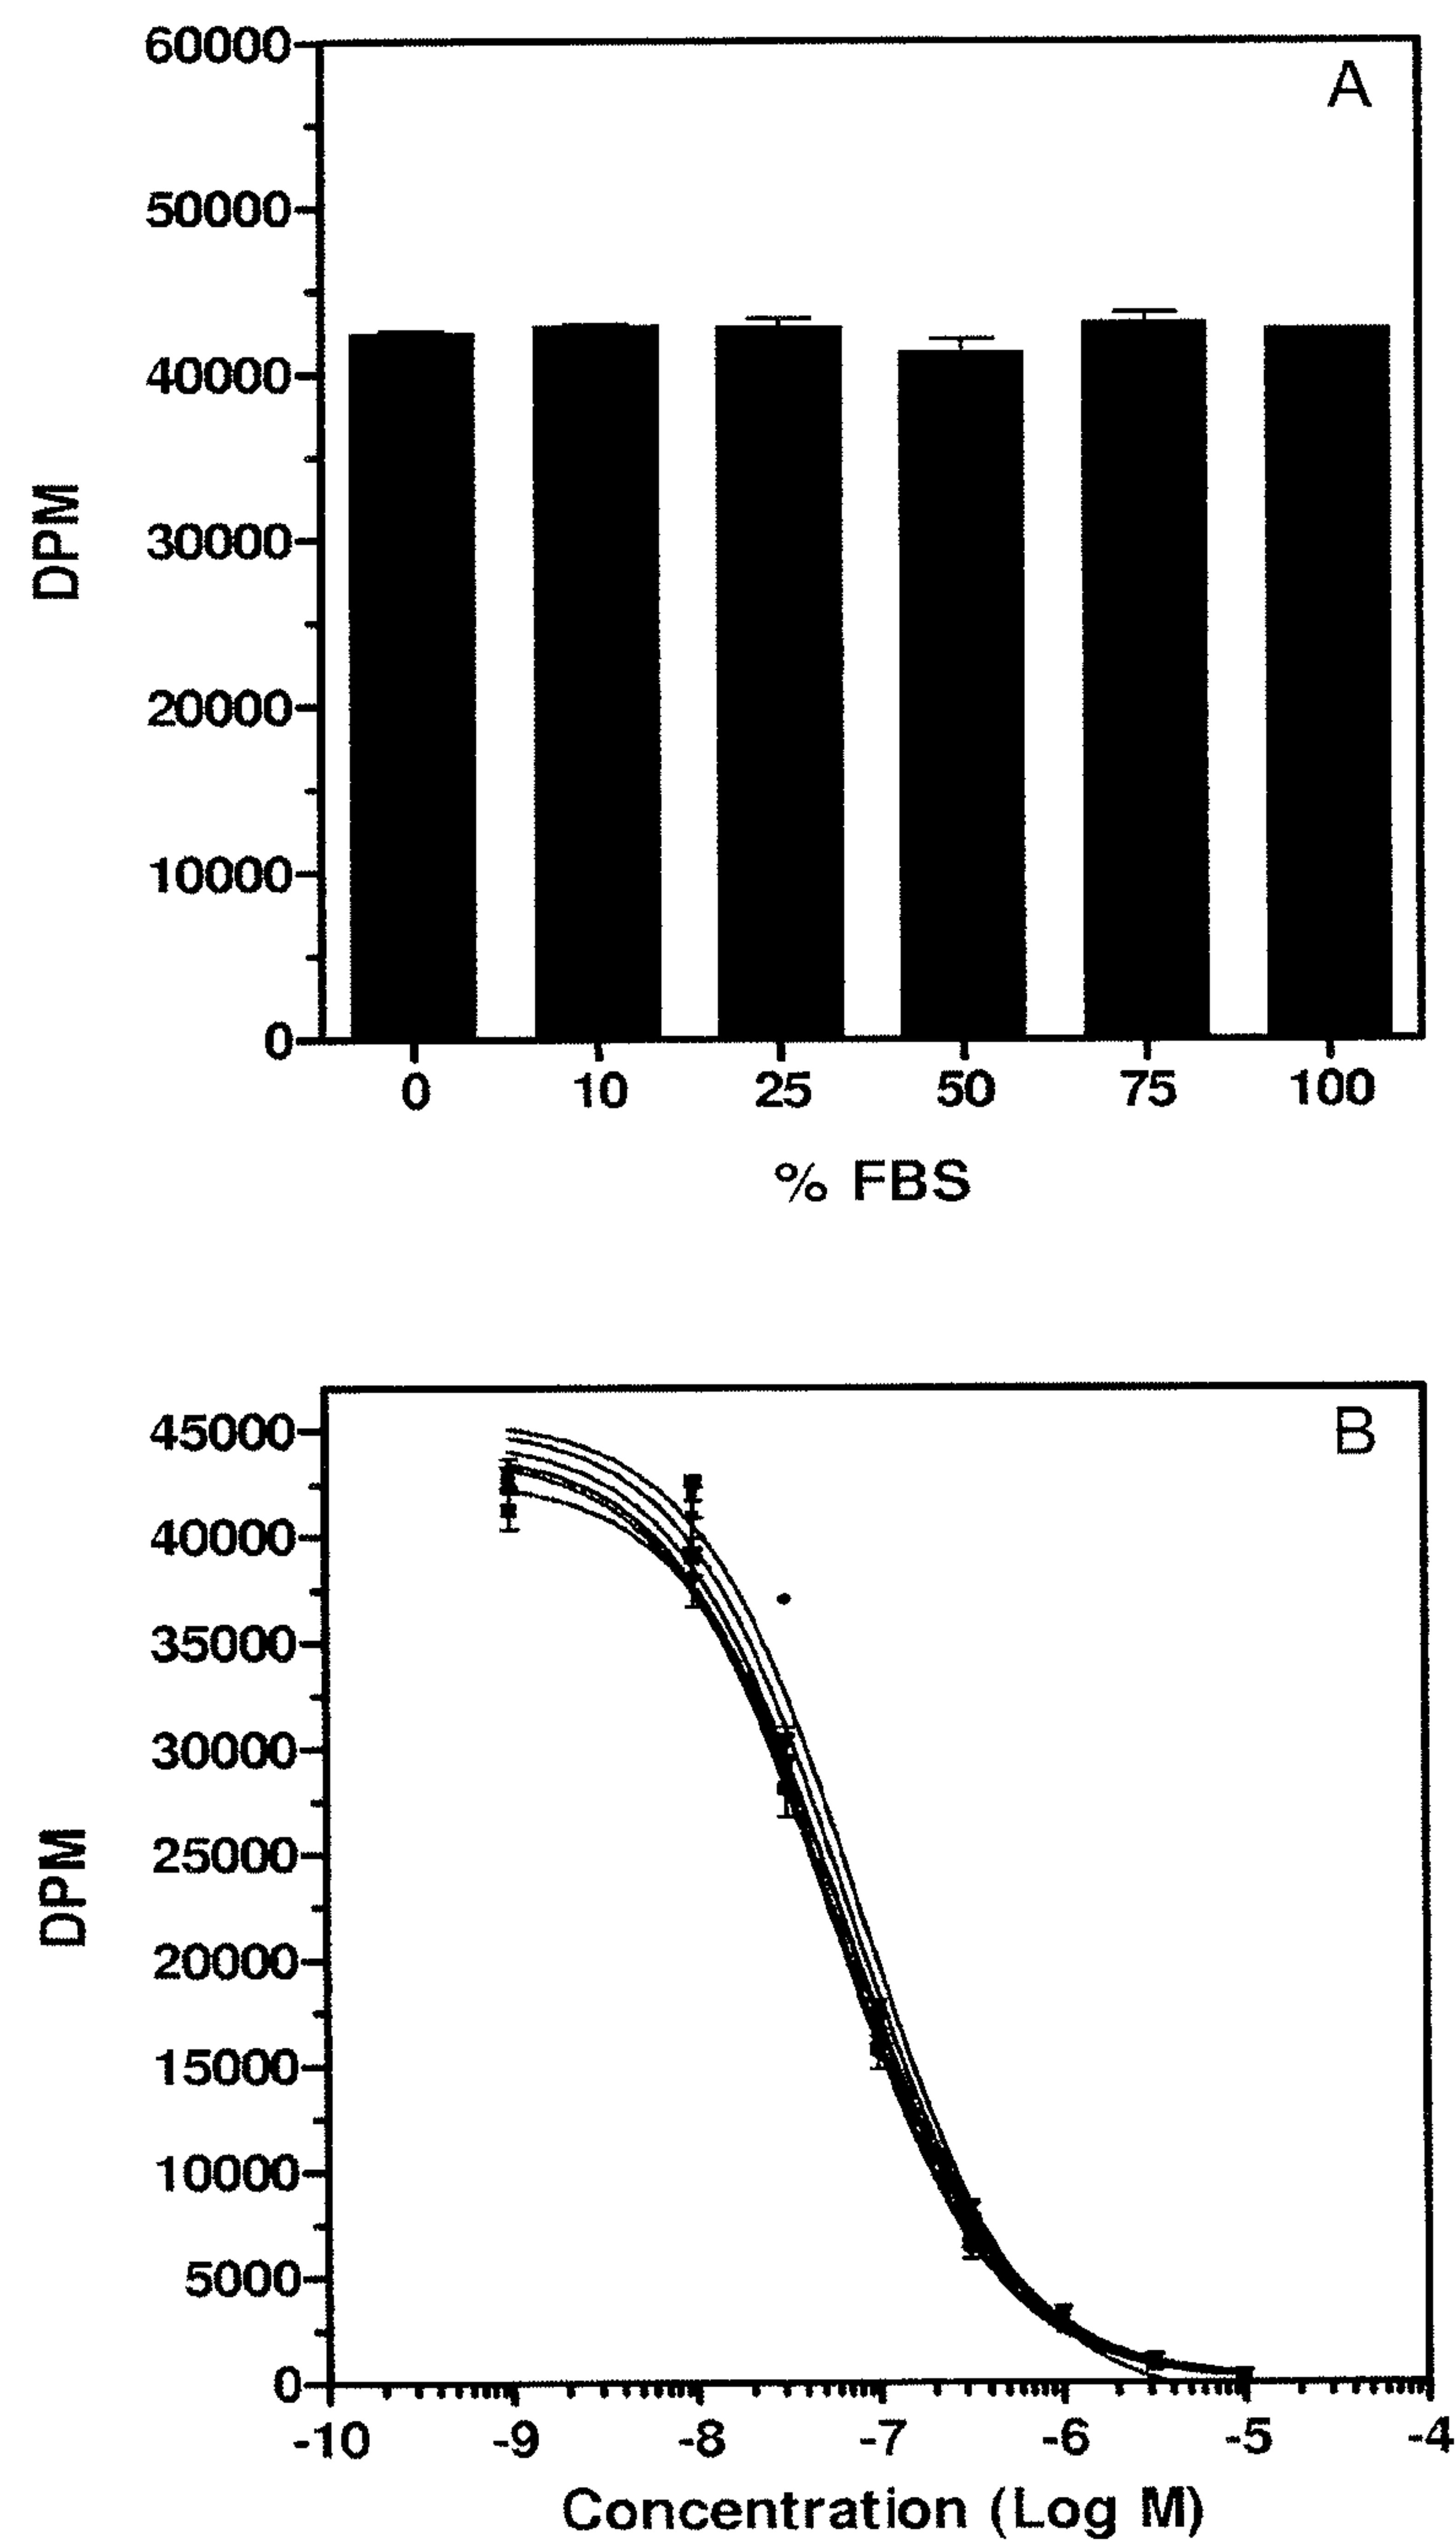 A
60000
50000
40000
30000
20000
10000
0
DPM
0 10 25 50 75 100
% FBS
B
45000
40000
35000
30000
25000
20000
15000
10000
5000
0
DPM
-10 -9 -8 -7 -6 -5 -4
Concentration (Log M)